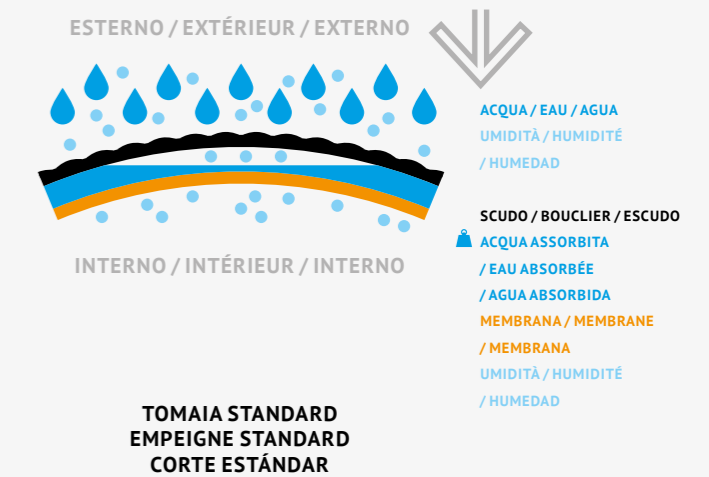 ESTERNO / EXTÉRIEUR / EXTERNO
ACQUA / EAU / AGUA
UMIDITÀ / HUMIDITÉ
/ HUMEDAD
SCUDO / BOUCLIER / ESCUDO
ACQUA ASSORBITA
/ EAU ABSORBÉE
/ AGUA ABSORBIDA
MEMBRANA / MEMBRANE
/ MEMBRANA
UMIDITÀ / HUMIDITÉ
/ HUMEDAD
INTERNO / INTÉRIEUR / INTERNO
TOMAIA STANDARD
EMPEIGNE STANDARD
CORTE ESTÁNDAR